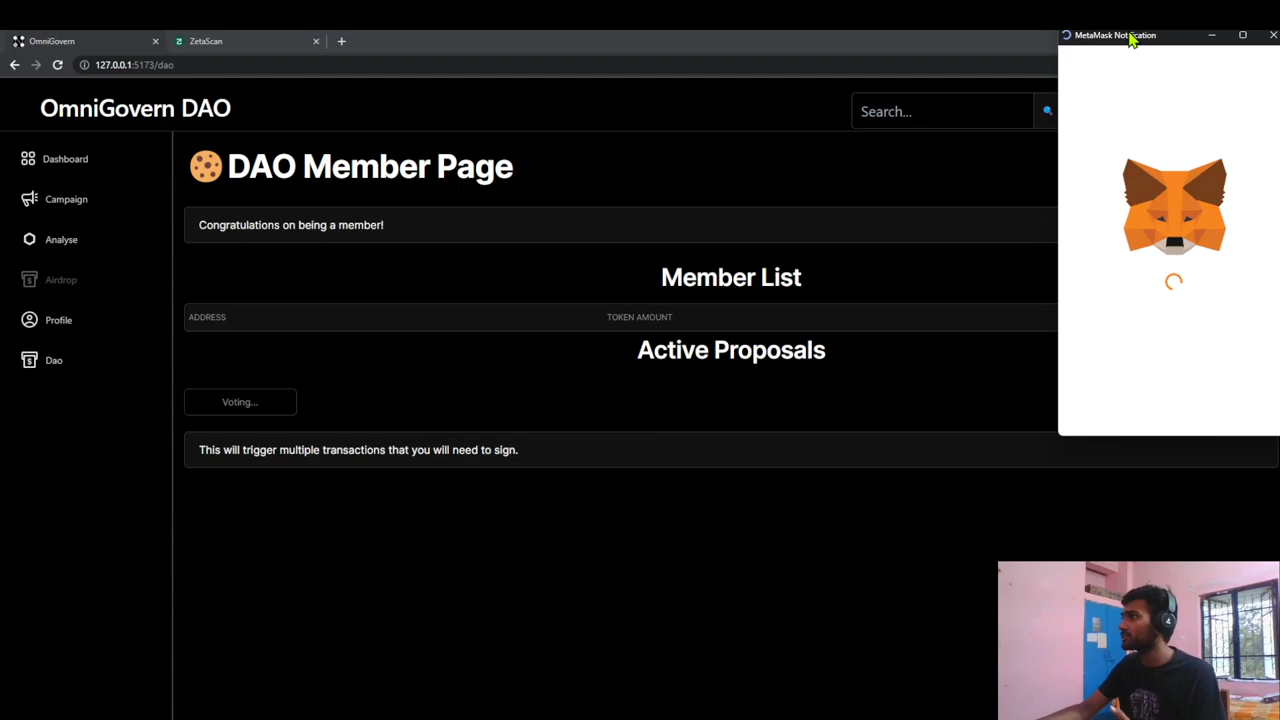 OmniGovern
ZetaScan
MetaMask Notification
127.0.0.1:5173/dao
OmniGovern DAO
Search...
Dashboard
Campaign
Analyse
Airdrop
Profile
Dao
DAO Member Page
Congratulations on being a member!
Member List
ADDRESS TOKEN AMOUNT
Active Proposals
Voting...
This will trigger multiple transactions that you will need to sign.